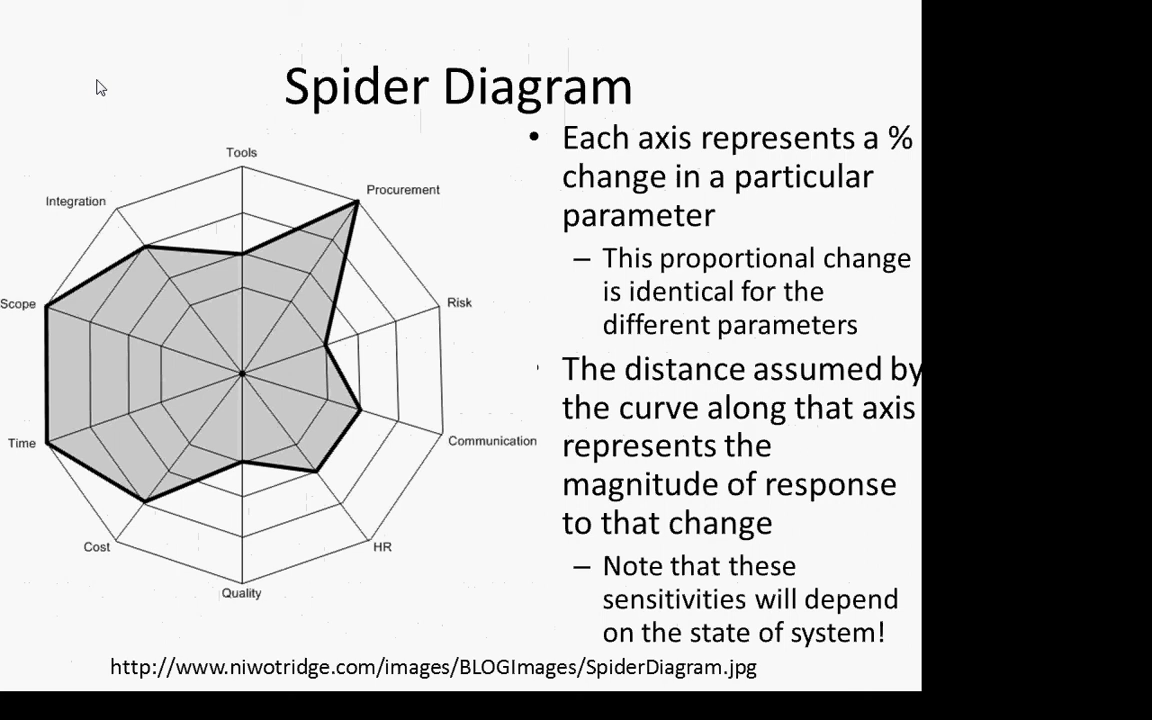 Spider Diagram
Tools
Procurement
Integration
Risk
Scope
Time
Communication
Cost
HR
Quality
• Each axis represents a %
change in a particular
parameter
– This proportional change
is identical for the
different parameters
The distance assumed by
the curve along that axis
represents the
magnitude of response
to that change
– Note that these
sensitivities will depend
on the state of system!
http://www.niwotridge.com/images/BLOGImages/SpiderDiagram.jpg